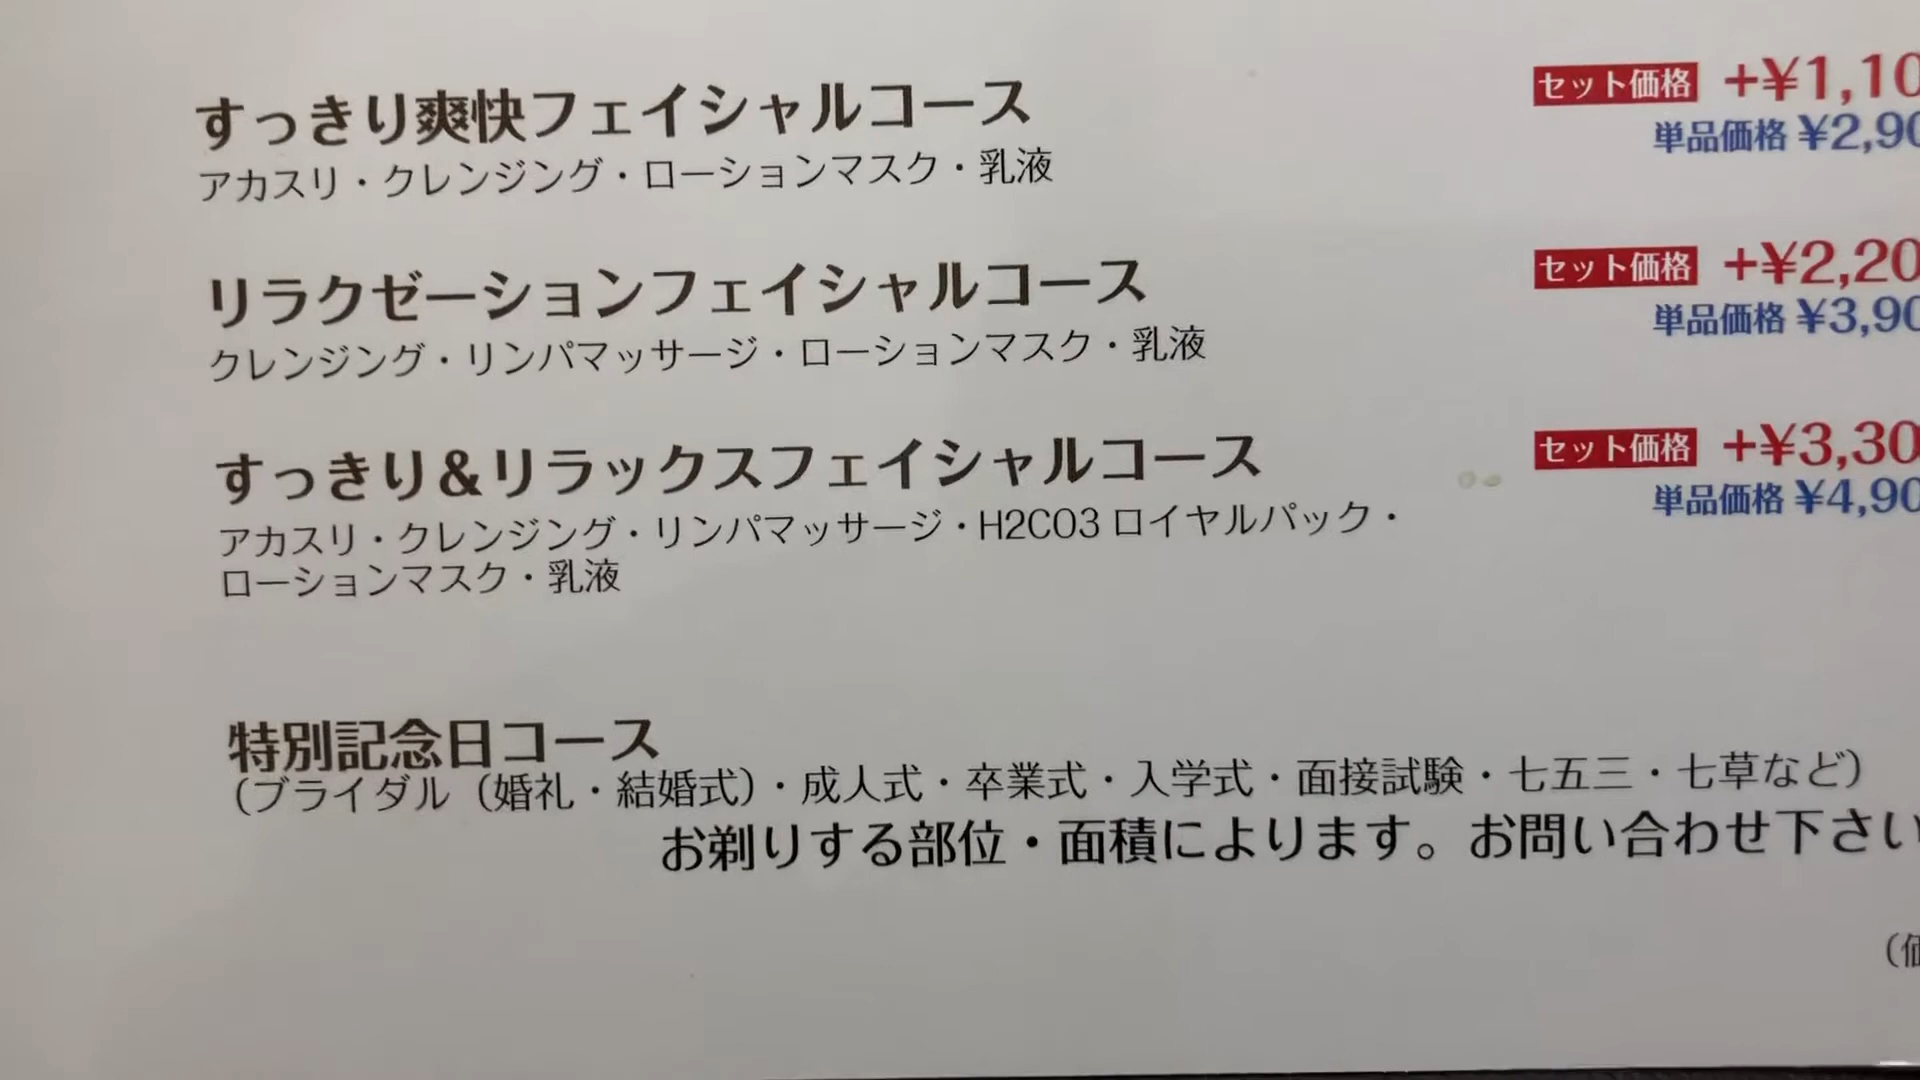 すっきり爽快フェイシャルコース
セット価格 +¥1,10
アカスリ・クレンジング・ローションマスク・乳液
単品価格 ¥2,90
リラクゼーションフェイシャルコース
セット価格 +¥2,20
クレンジング・リンパマッサージ・ローションマスク・乳液
単品価格 ¥3,90
すっきり&リラックスフェイシャルコース
セット価格 +¥3,30
単品価格 ¥4,90
アカスリ・クレンジング・リンパマッサージ・H2CO3 ロイヤルパック・
ローションマスク・乳液
特別記念日コース
（ブライダル（婚礼・結婚式）・成人式・卒業式・入学式・面接試験・七五三・七草など）
お剃りする部位・面積によります。お問い合わせ下さい